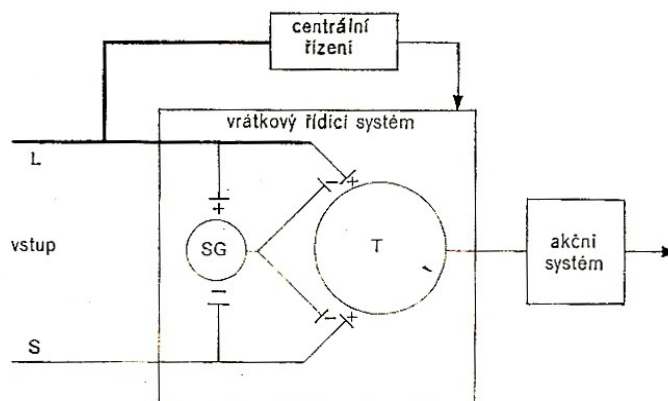 centrální
řízení
vrátkový řídicí systém
L
+
- +
vstup
SG
T
akční
systém
-
- +
S